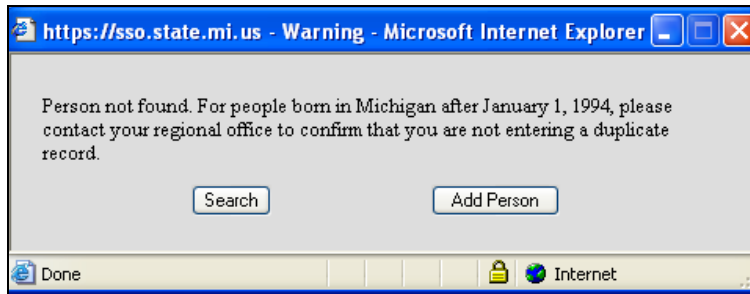 https://sso.state.mi.us - Warning - Microsoft Internet Explorer
Person not found. For people born in Michigan after January 1, 1994, please
contact your regional office to confirm that you are not entering a duplicate
record.
Search Add Person
Done Internet